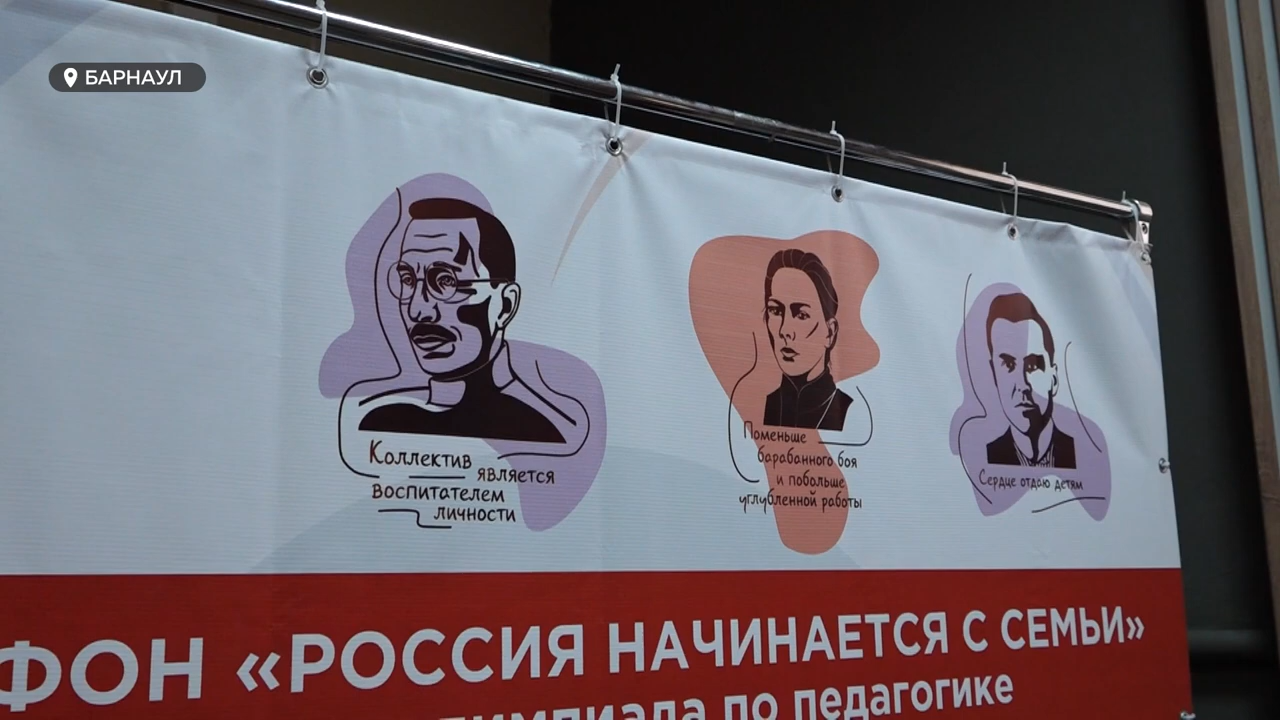 БАРНАУЛ
Коллектив является
воспитателем
личности
Поменьше
барабанного боя
и побольше
углубленной работы
Сердце отдаю детям
ФОН «РОССИЯ НАЧИНАЕТСЯ С СЕМЬИ»
по педагогике